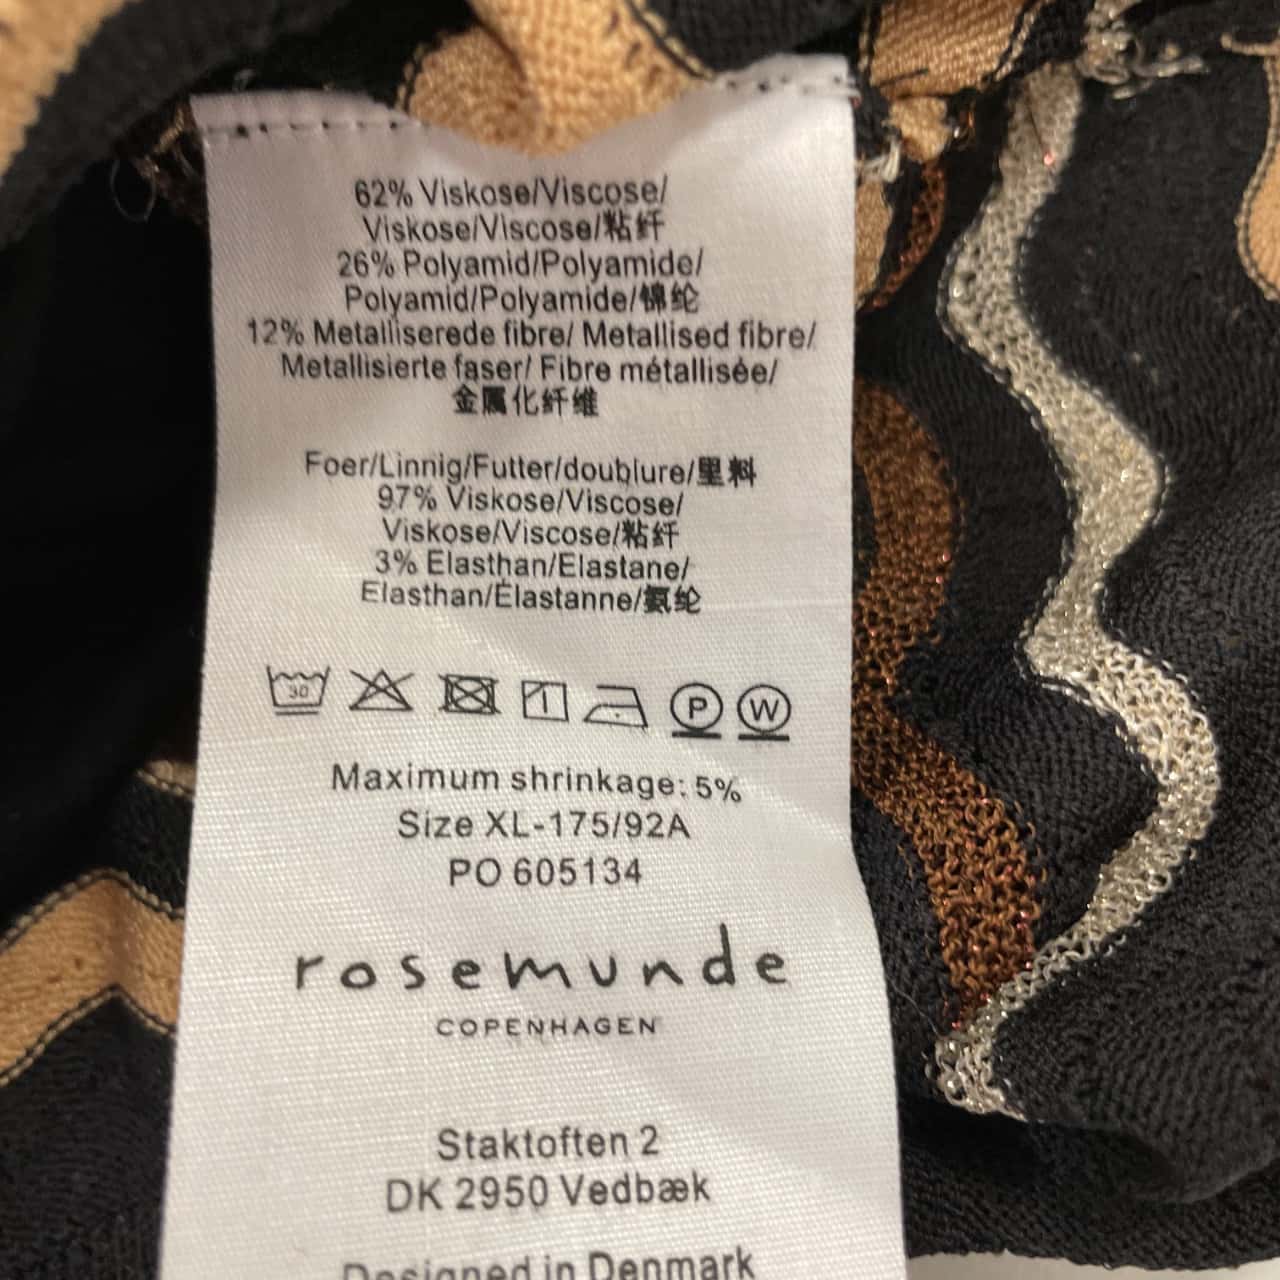 62% Viskose/Viscose/
Viskose/Viscose/粘纤
26% Polyamid/Polyamide/
Polyamid/Polyamide/锦纶
12% Metalliserede fibre/ Metallised fibre/
Metallisierte faser/ Fibre métallisée/
金属化纤维
Foer/Linnig/Futter/doublure/里料
97% Viskose/Viscose/
Viskose/Viscose/粘纤
3% Elasthan/Elastane/
Elasthan/Élastanne/氨纶
30 1 P W
Maximum shrinkage: 5%
Size XL-175/92A
PO 605134
rosemunde
COPENHAGEN
Staktoften 2
DK 2950 Vedbæk
Designed in Denmark